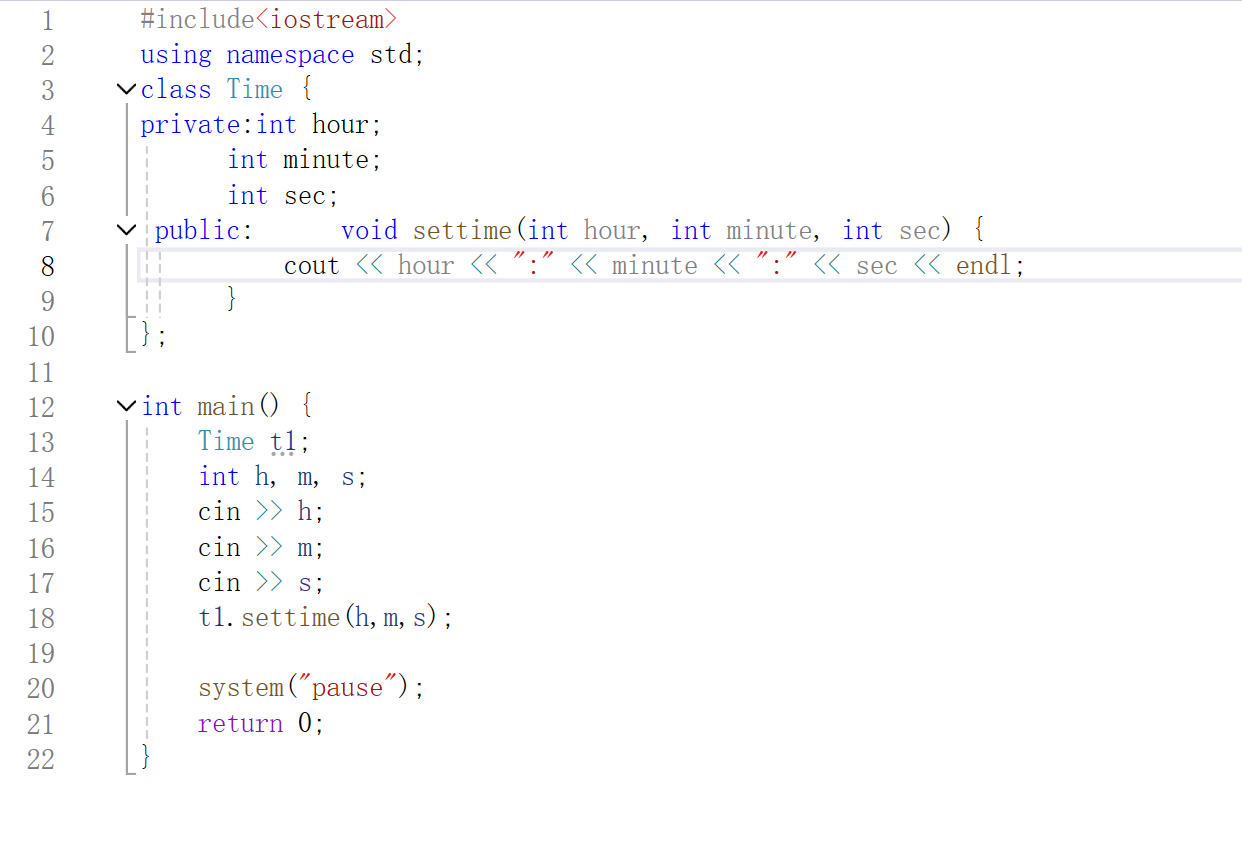 1 #include<iostream>
2 using namespace std;
3 class Time {
4 private:int hour;
5 int minute;
6 int sec;
7 public: void settime(int hour, int minute, int sec) {
8 cout << hour << ":" << minute << ":" << sec << endl;
9 }
10 };
11
12 int main() {
13 Time t1;
14 int h, m, s;
15 cin >> h;
16 cin >> m;
17 cin >> s;
18 t1.settime(h,m,s);
19
20 system("pause");
21 return 0;
22 }